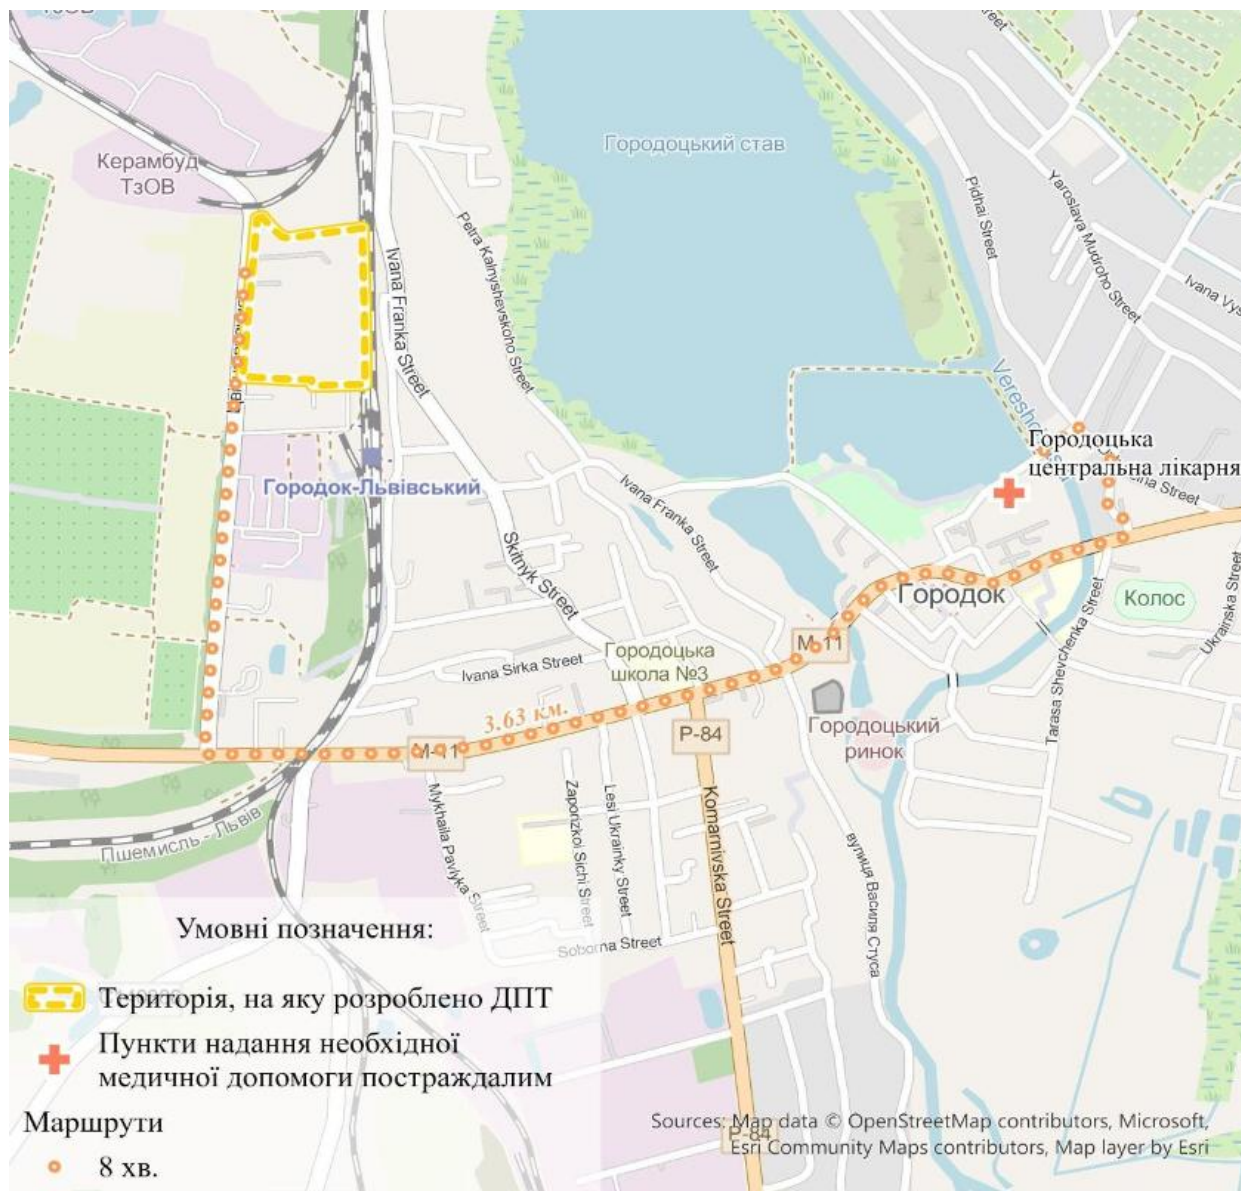 ТЗОВ
Городоцький став
Керамбуд
ТзОВ
Pidhai Street
Yaroslava Mudroho Street
Petra Kalnyshevskoho Street
Ivana Franka Street
Ivana Vys
Городоцька
центральна лікарня
Городок-Львівський
Ivana Franka Street
Skitnyk Street
Городок
Колос
M-11
Городоцька
школа №3
Ivana Sirka Street
Tarasa Shevchenka Street
Ukrainska Street
3.63 км.
P-84
Городоцький
ринок
M-11
Mykhaila Pavlyka Street
Zaporizkoi Sichi Street
Lesi Ukrainky Street
Komarnivska Street
вулиця Василя Стуса
Пшемисль - Львів
Soborna Street
Умовні позначення:
Територія, на яку розроблено ДПТ
Пункти надання необхідної
медичної допомоги постраждалим
Маршрути
8 хв.
P-84
Sources: Map data © OpenStreetMap contributors, Microsoft,
Esri Community Maps contributors, Map layer by Esri